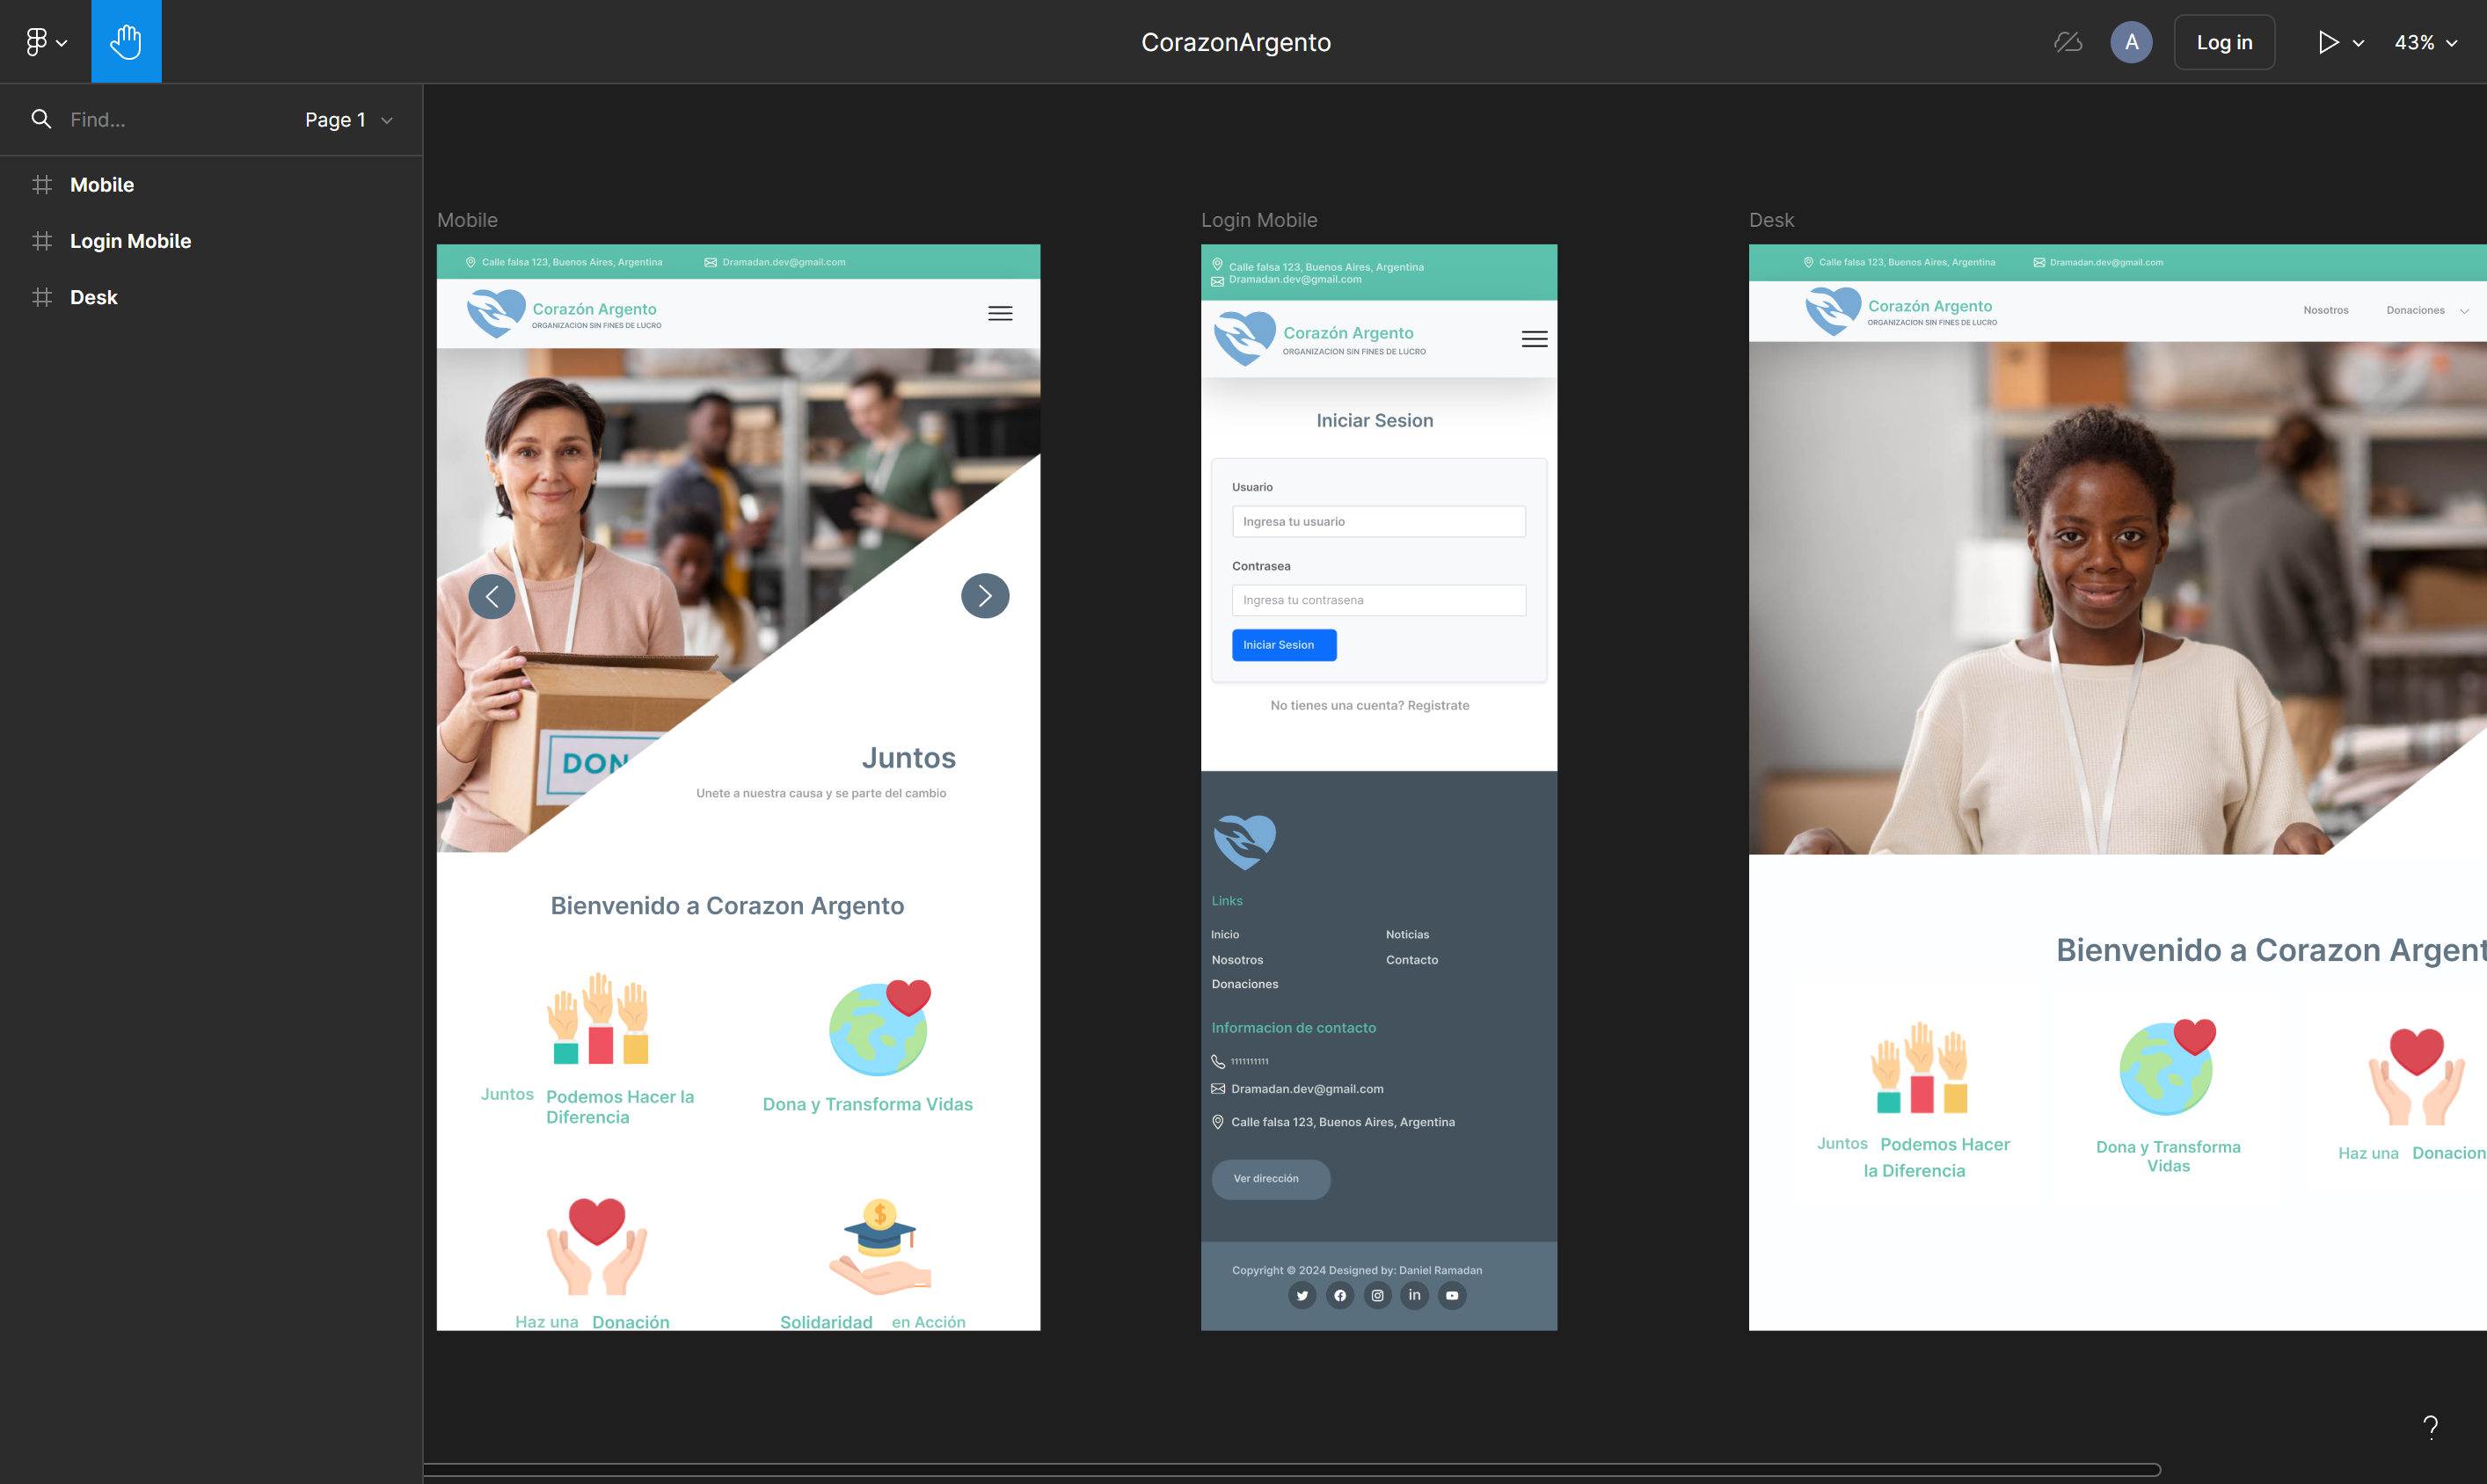 CorazonArgento
A
Log in
43%
Find...
Page 1
Mobile
Login Mobile
Desk
Mobile
Calle falsa 123, Buenos Aires, Argentina
Dramadan.dev@gmail.com
Corazón Argento
ORGANIZACION SIN FINES DE LUCRO
DON
Juntos
Unete a nuestra causa y se parte del cambio
Bienvenido a Corazon Argento
Juntos Podemos Hacer la
Diferencia
Dona y Transforma Vidas
Haz una Donación
Solidaridad en Acción
Login Mobile
Calle falsa 123, Buenos Aires, Argentina
Dramadan.dev@gmail.com
Corazón Argento
ORGANIZACION SIN FINES DE LUCRO
Iniciar Sesion
Usuario
Ingresa tu usuario
Contrasea
Ingresa tu contrasena
Iniciar Sesion
No tienes una cuenta? Registrate
Links
Inicio
Noticias
Nosotros
Contacto
Donaciones
Informacion de contacto
1111111111
Dramadan.dev@gmail.com
Calle falsa 123, Buenos Aires, Argentina
Ver dirección
Copyright © 2024 Designed by: Daniel Ramadan
in
Desk
Calle falsa 123, Buenos Aires, Argentina
Dramadan.dev@gmail.com
Corazón Argento
ORGANIZACION SIN FINES DE LUCRO
Nosotros
Donaciones
Bienvenido a Corazon Argent
Juntos Podemos Hacer
la Diferencia
Dona y Transforma
Vidas
Haz una Donacion
?